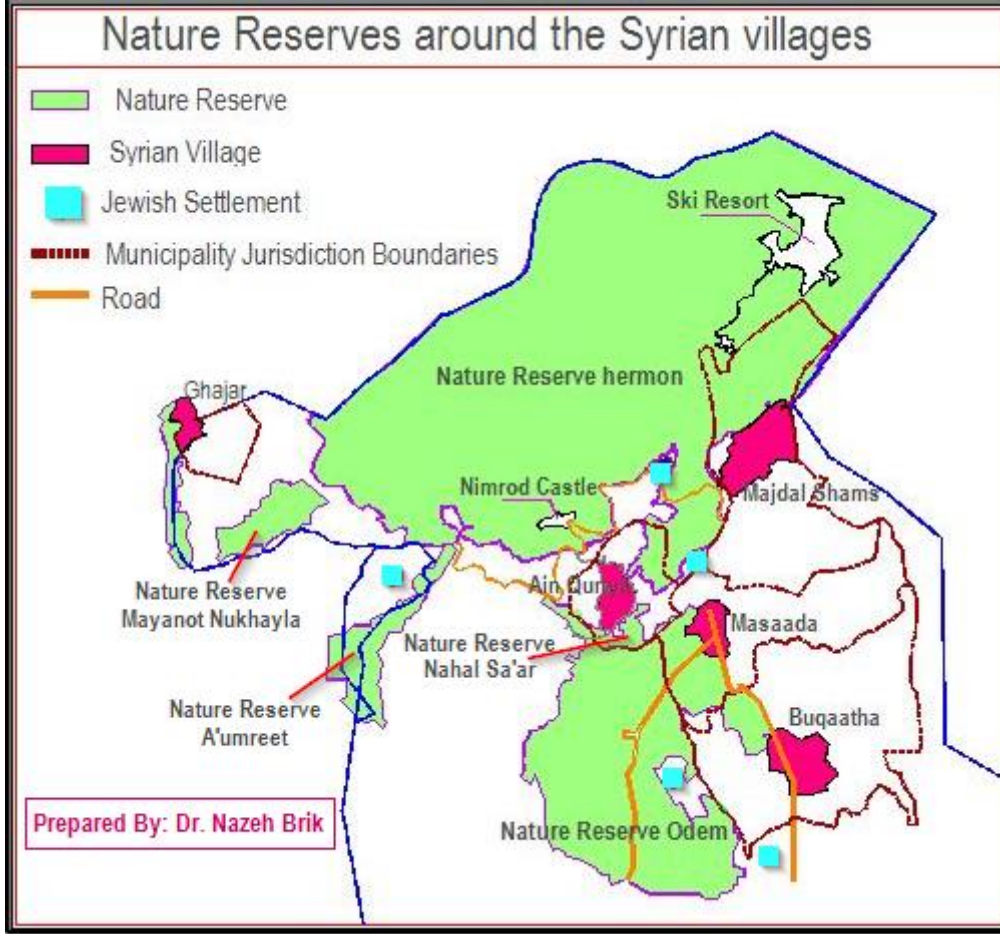 Nature Reserves around the Syrian villages
Nature Reserve
Syrian Village
Jewish Settlement
Municipality Jurisdiction Boundaries
Road
Ski Resort
Nature Reserve hermon
Ghajar
Nimrod Castle
Majdal Shams
Nature Reserve
Mayanot Nukhayla
Ain
Nature Reserve
Nahal Sa'ar
Masaada
Nature Reserve
A'umreet
Buqaatha
Nature Reserve Odem
Prepared By: Dr. Nazeh Brik